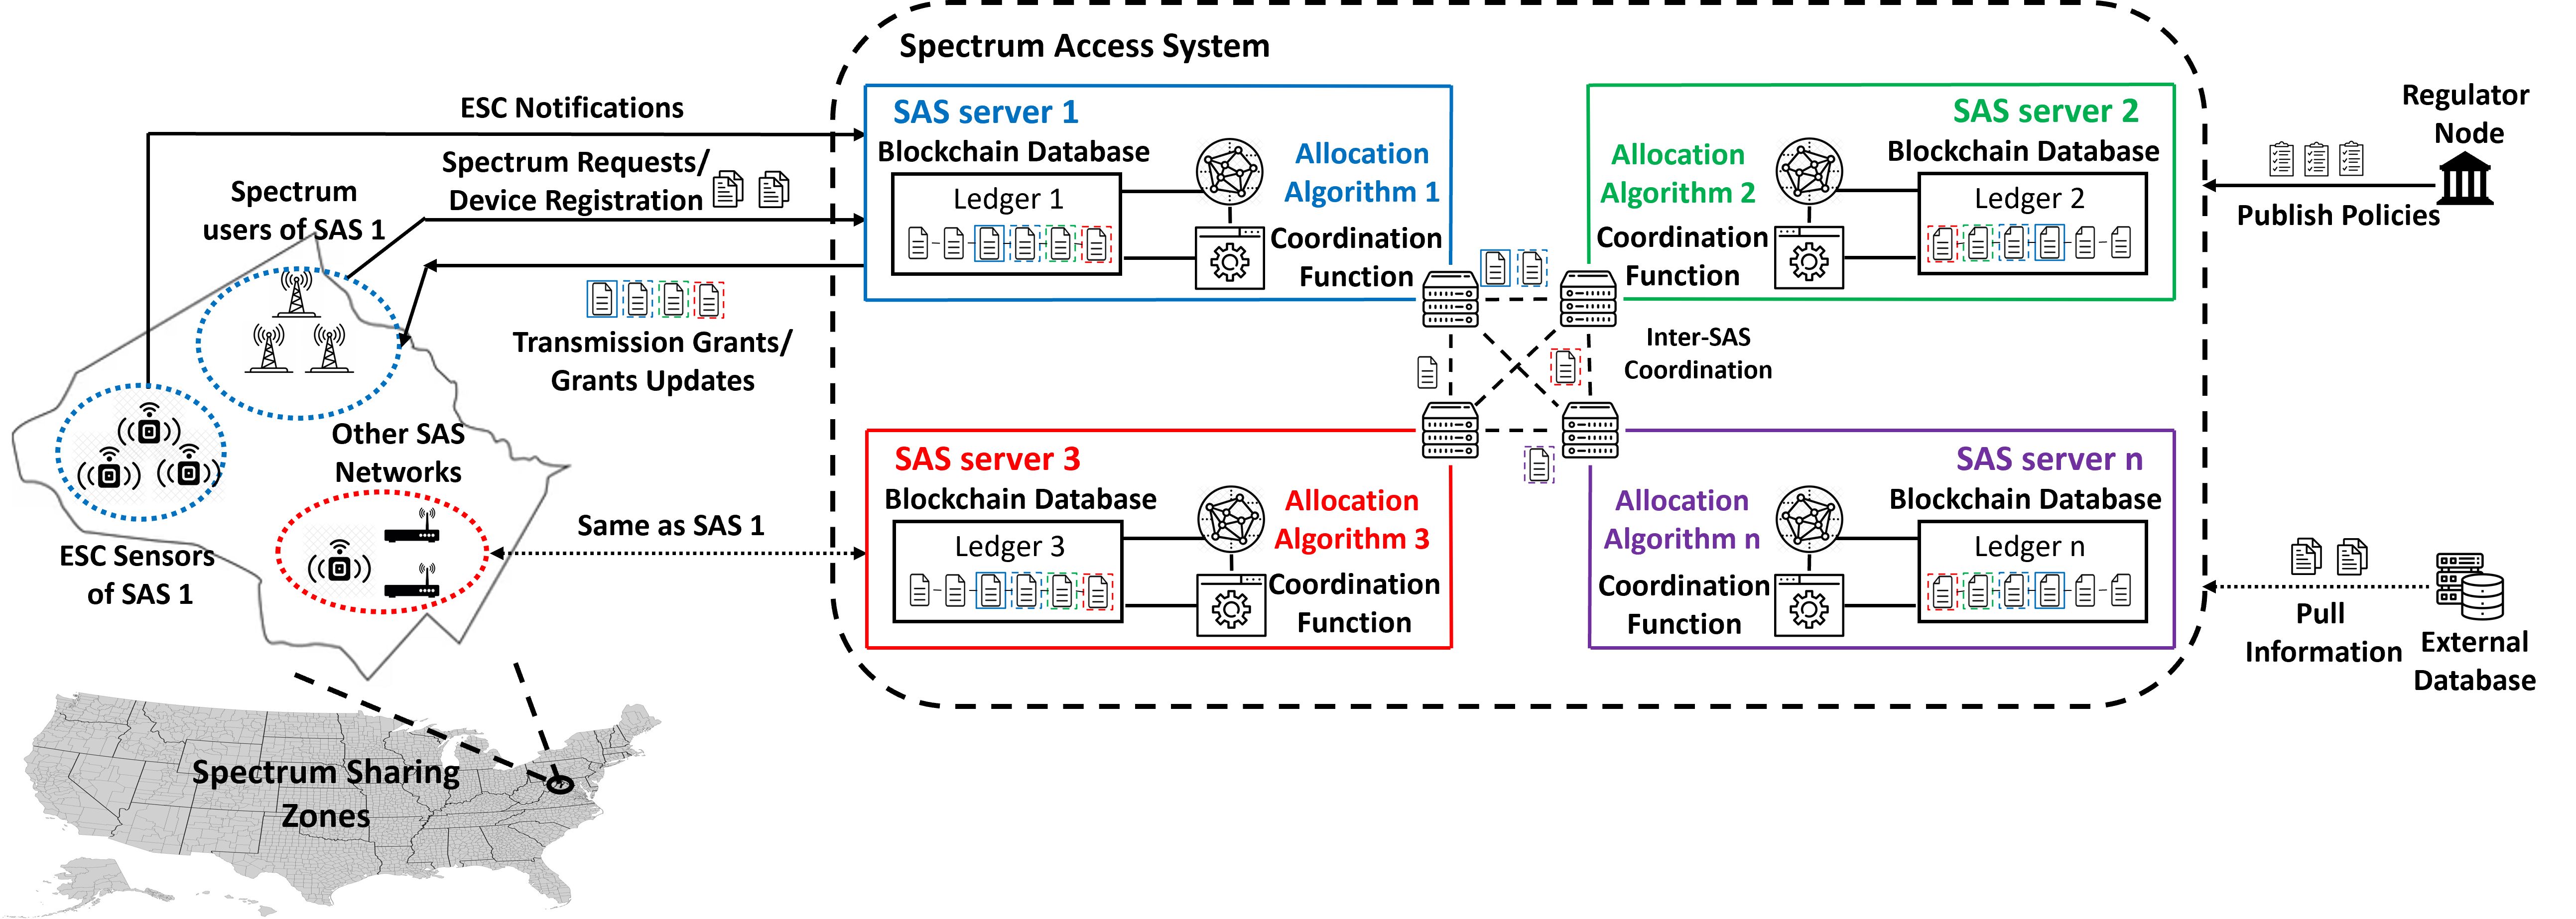 Spectrum Access System
ESC Notifications
Spectrum Requests/
Device Registration
Spectrum
users of SAS 1
Transmission Grants/
Grants Updates
Other SAS
Networks
ESC Sensors
of SAS 1
Same as SAS 1
Spectrum Sharing
Zones
SAS server 1
Blockchain Database
Ledger 1
Allocation
Algorithm 1
Coordination
Function
SAS server 2
Blockchain Database
Ledger 2
Allocation
Algorithm 2
Coordination
Function
Inter-SAS
Coordination
SAS server 3
Blockchain Database
Ledger 3
Allocation
Algorithm 3
Coordination
Function
SAS server n
Blockchain Database
Ledger n
Allocation
Algorithm n
Coordination
Function
Regulator
Node
Publish Policies
Pull
Information
External
Database